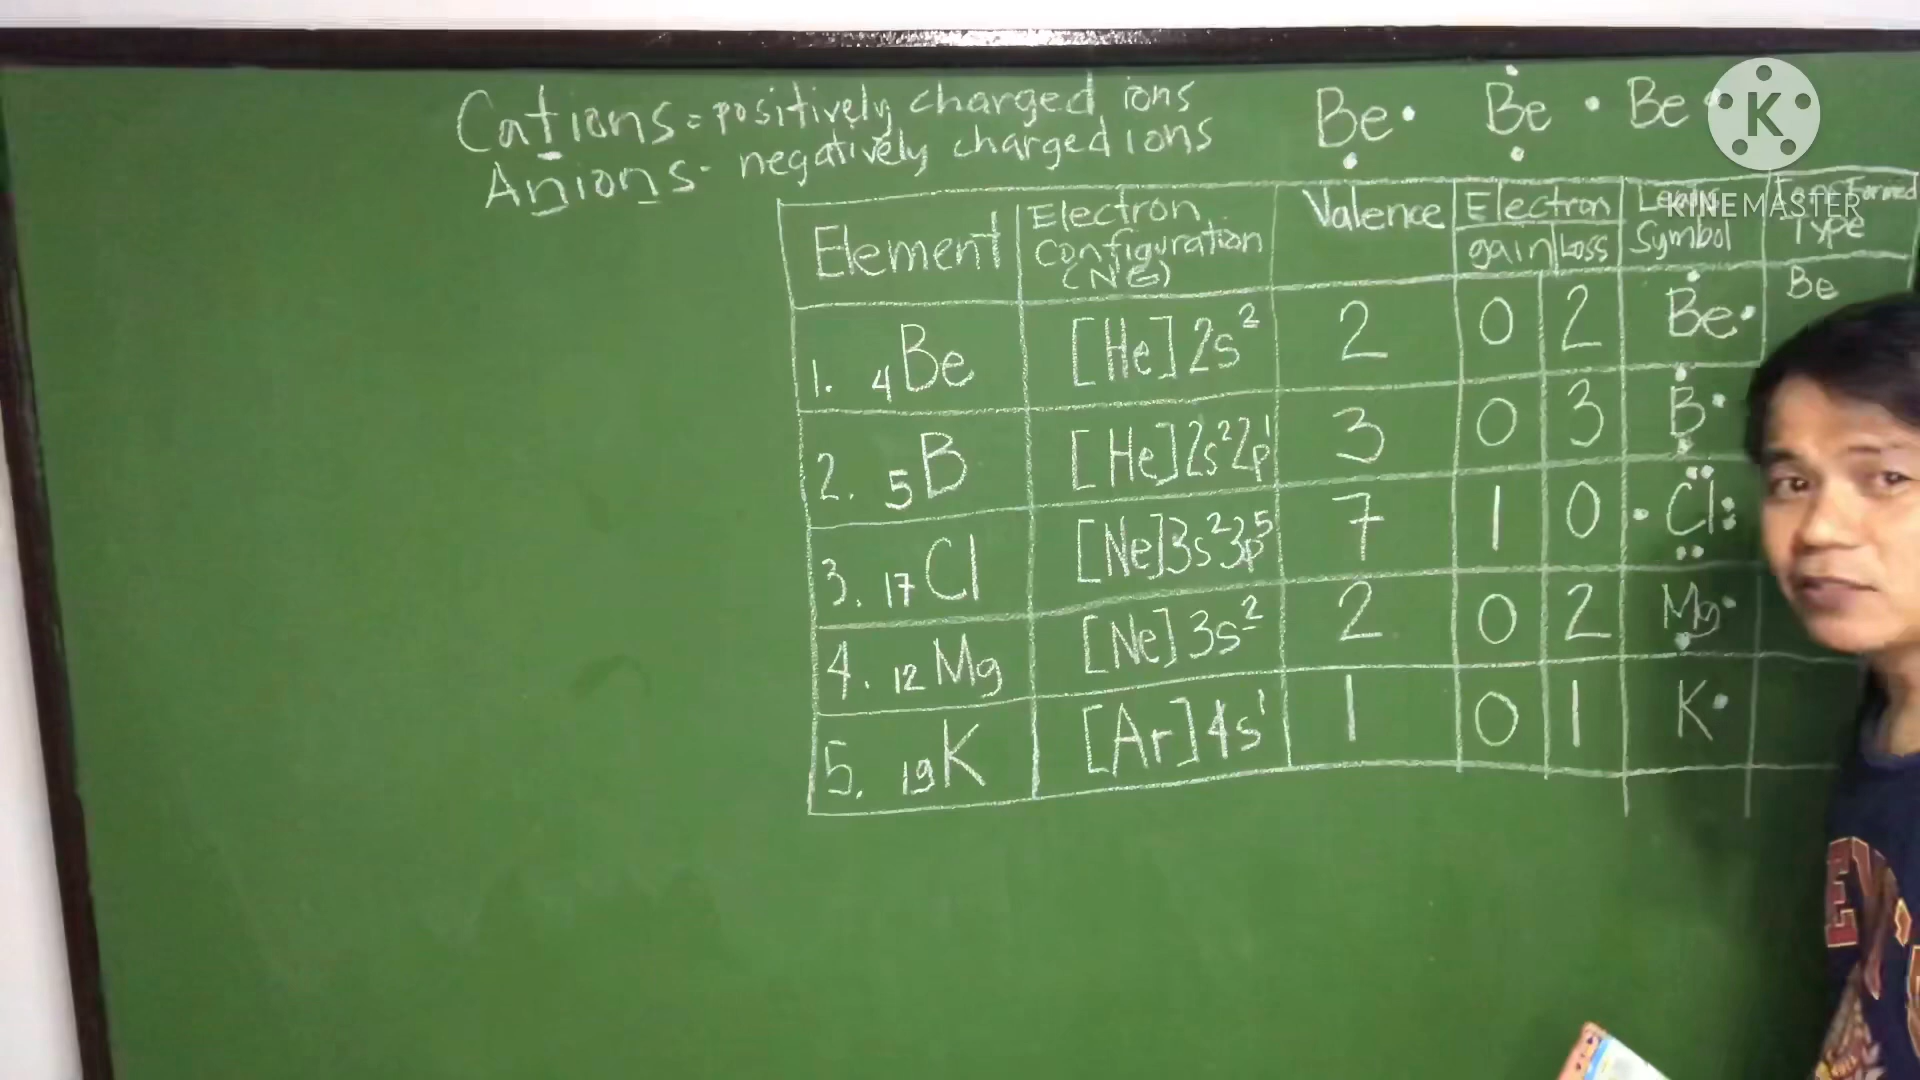 Cations = positively charged ions
Anions - negatively charged ions
Be Be Be
K
KINEMASTER
Element Electron Configuration (NG) Valence Electron gain Loss Symbol Formed Type
1. 4Be [He] 2s² 2 0 2 Be Be
2. 5B [He] 2s²2p¹ 3 0 3 B
3. 17Cl [Ne] 3s²3p⁵ 7 1 0 Cl
4. 12Mg [Ne] 3s² 2 0 2 Mg
5. 19K [Ar] 4s¹ 1 0 1 K